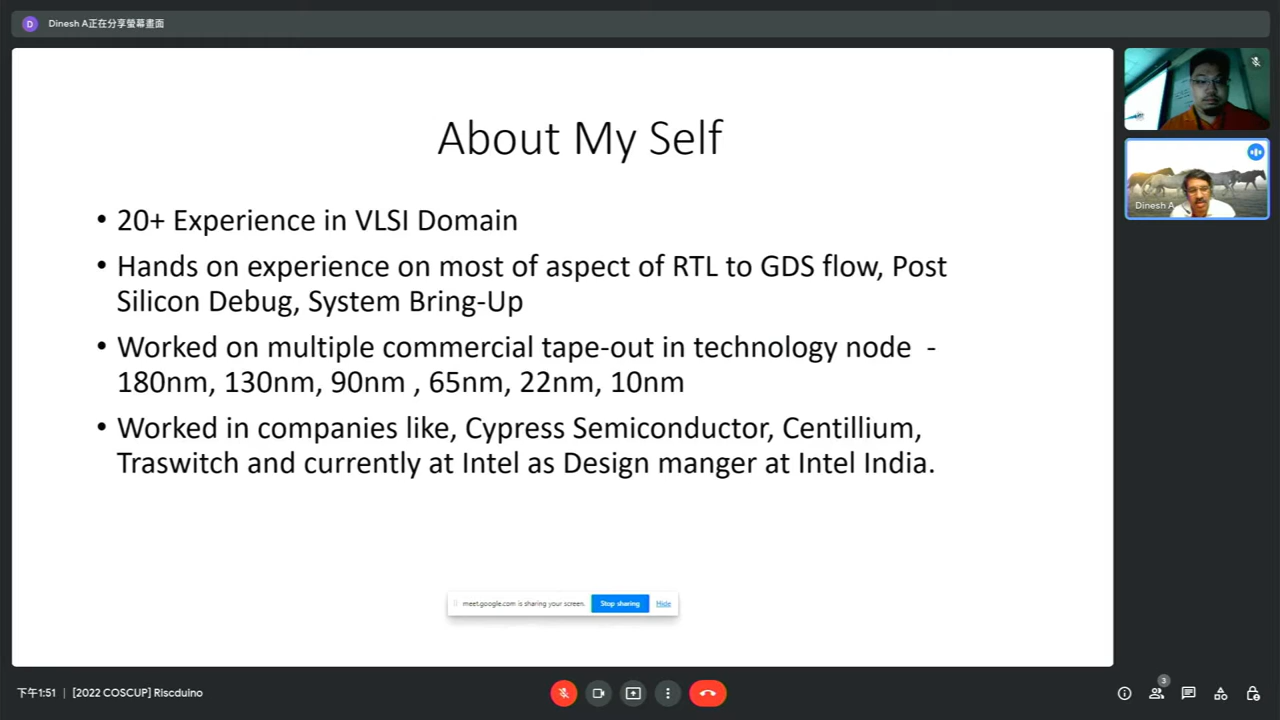 D
Dinesh A正在分享螢幕畫面
About My Self
• 20+ Experience in VLSI Domain
• Hands on experience on most of aspect of RTL to GDS flow, Post
Silicon Debug, System Bring-Up
• Worked on multiple commercial tape-out in technology node -
180nm, 130nm, 90nm , 65nm, 22nm, 10nm
• Worked in companies like, Cypress Semiconductor, Centillium,
Traswitch and currently at Intel as Design manger at Intel India.
Dinesh A
meet.google.com is sharing your screen.
Stop sharing
Hide
下午1:51 | [2022 COSCUP] Riscduino
3